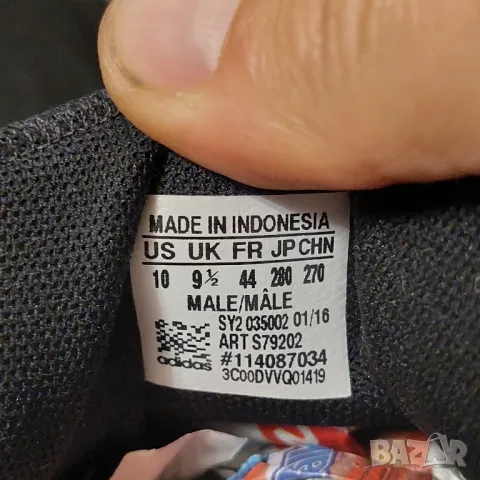 MADE IN INDONESIA
US UK FR JP CHN
10 9½ 44 280 270
MALE/MÂLE
SY2 035002 01/16
ART S79202
adidas #114087034
3C00DVVQ01419
BAZAR
bg